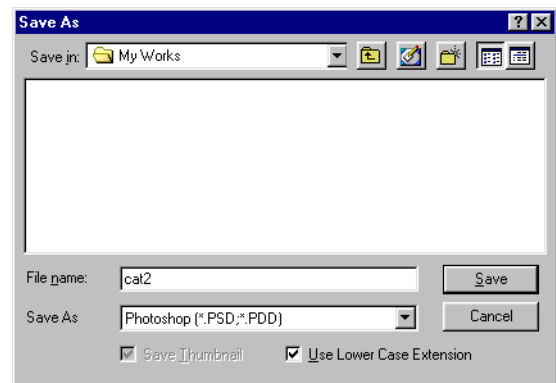 Save As
Save in: My Works
File name: cat2 Save
Save As Photoshop (*.PSD;*.PDD) Cancel
Save Thumbnail Use Lower Case Extension